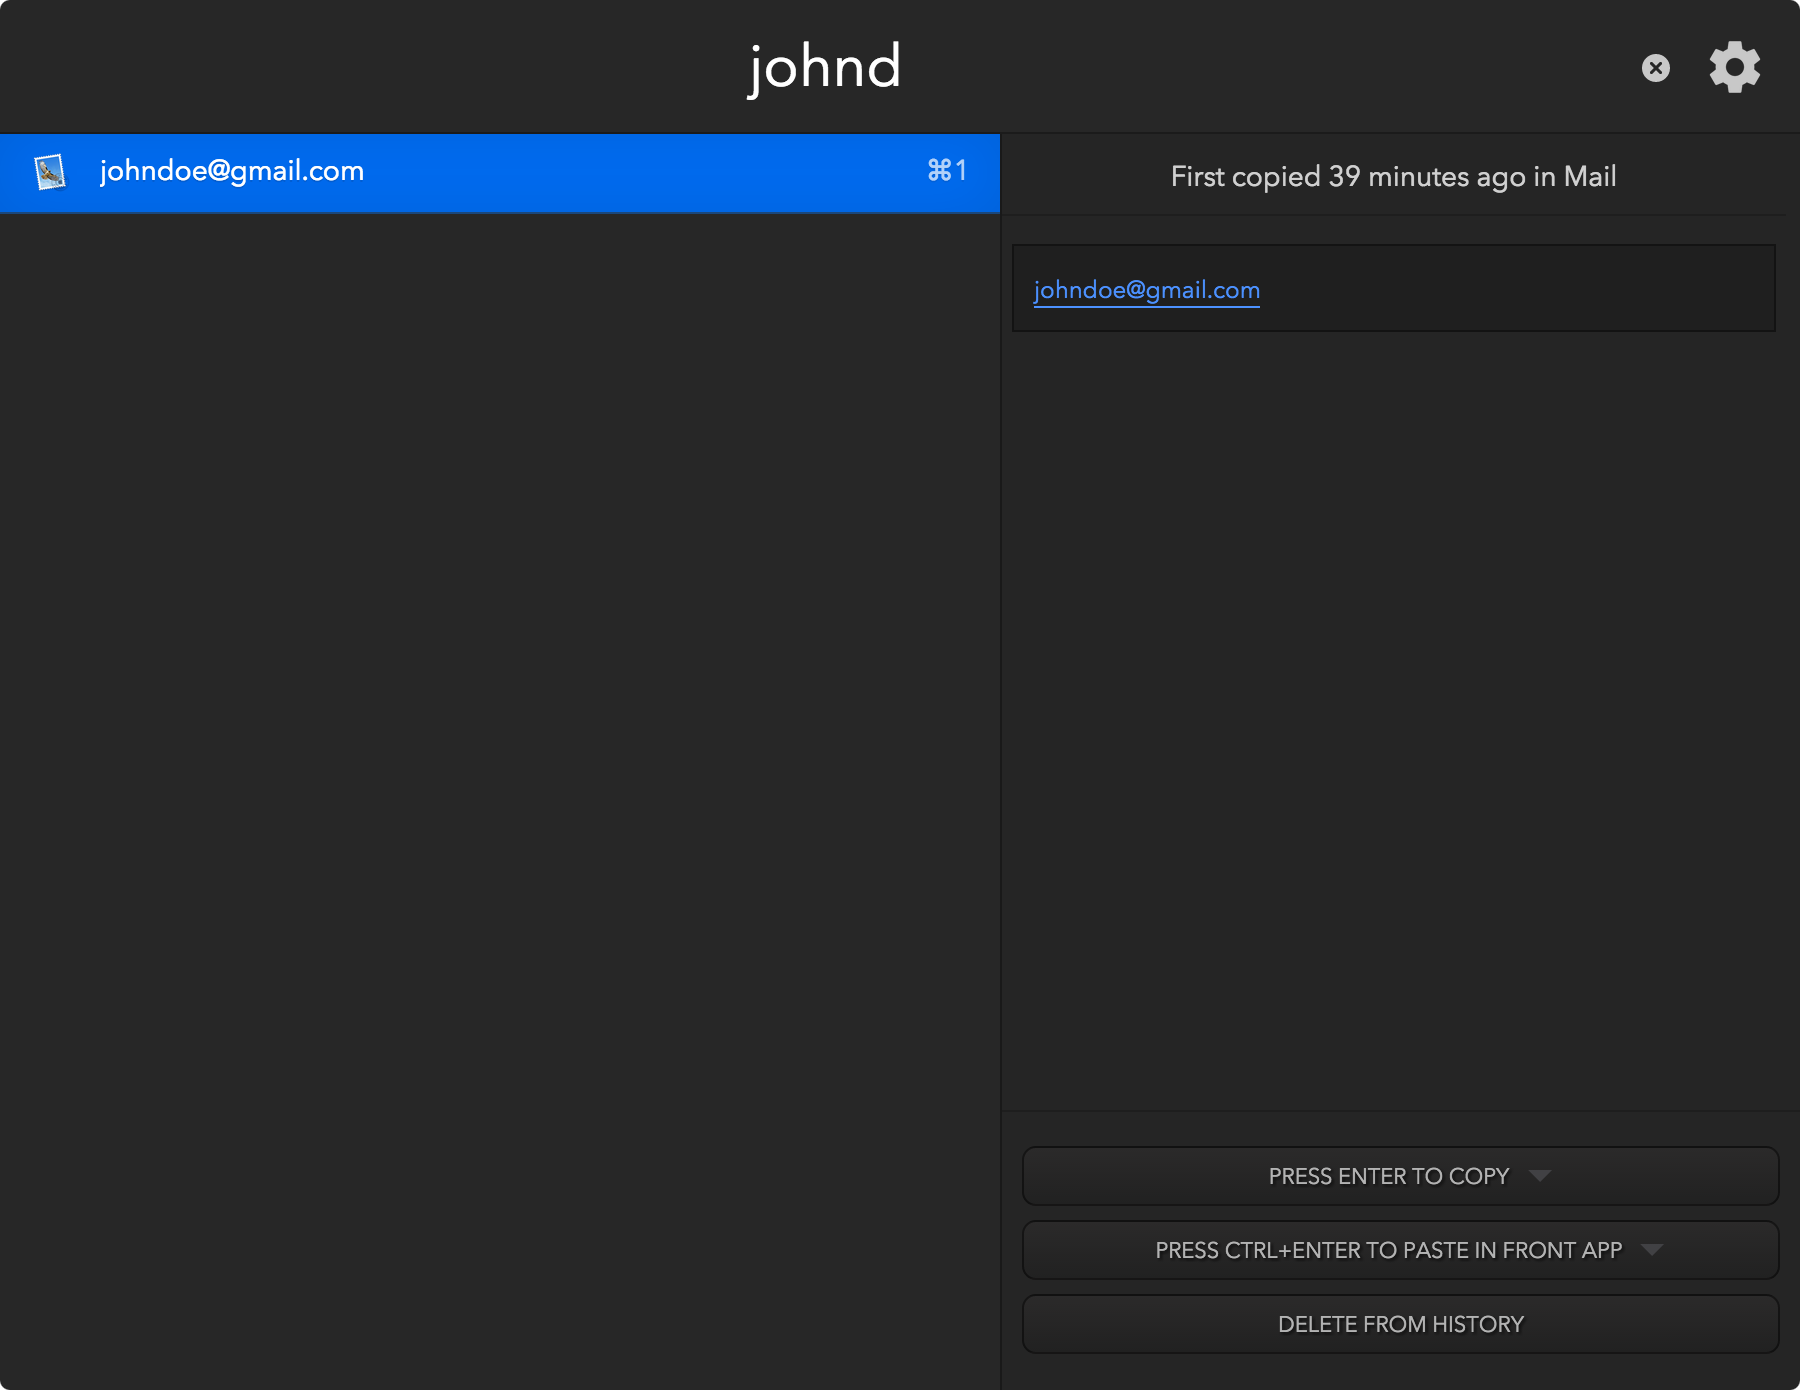 johnd
johndoe@gmail.com ⌘1
First copied 39 minutes ago in Mail
johndoe@gmail.com
PRESS ENTER TO COPY
PRESS CTRL+ENTER TO PASTE IN FRONT APP
DELETE FROM HISTORY